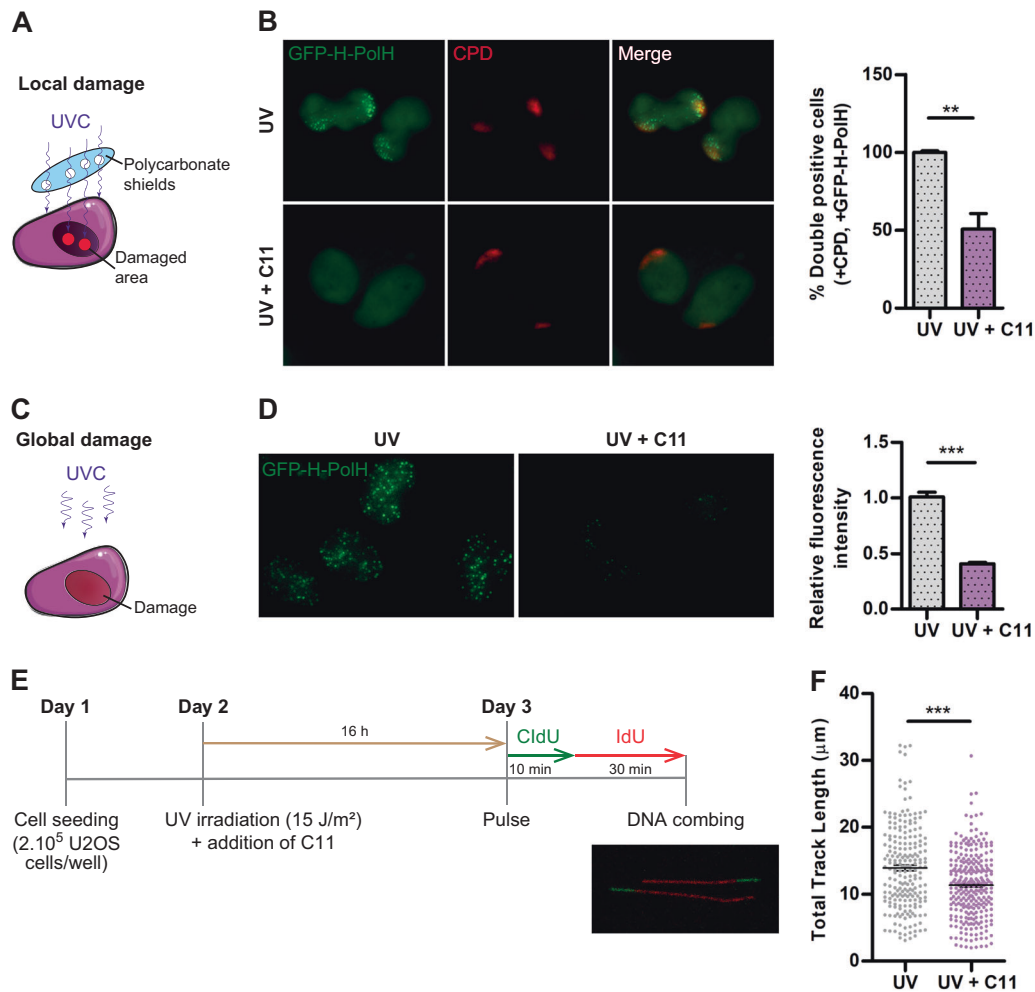 A
Local damage
UVC
Polycarbonate
shields
Damaged
area
B
GFP-H-PolH
CPD
Merge
UV
UV + C11
% Double positive cells
(+CPD, +GFP-H-PolH)
150
100
50
0
**
UV
UV + C11
C
Global damage
UVC
Damage
D
UV
UV + C11
GFP-H-PolH
Relative fluorescence
intensity
1.5
1.0
0.5
0.0
***
UV
UV + C11
E
Day 1
Day 2
Day 3
16 h
CldU
IdU
10 min
30 min
Cell seeding
(2.10⁵ U2OS
cells/well)
UV irradiation (15 J/m²)
+ addition of C11
Pulse
DNA combing
F
Total Track Length (μm)
40
30
20
10
0
***
UV
UV + C11